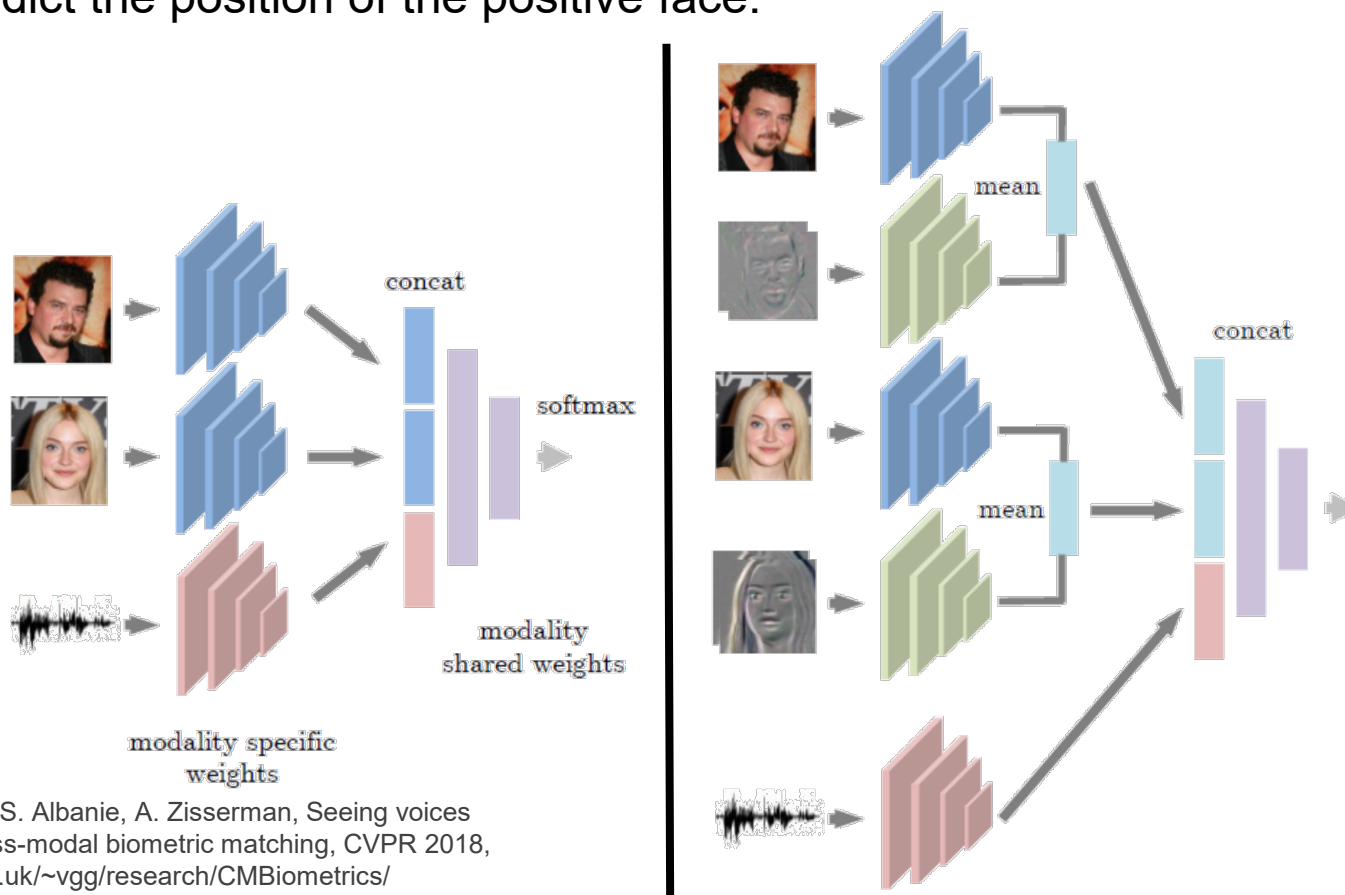 dict the position of the positive face.
concat
softmax
modality
shared weights
modality specific
weights
S. Albanie, A. Zisserman, Seeing voices
ss-modal biometric matching, CVPR 2018,
.uk/~vgg/research/CMBiometrics/
mean
mean
concat